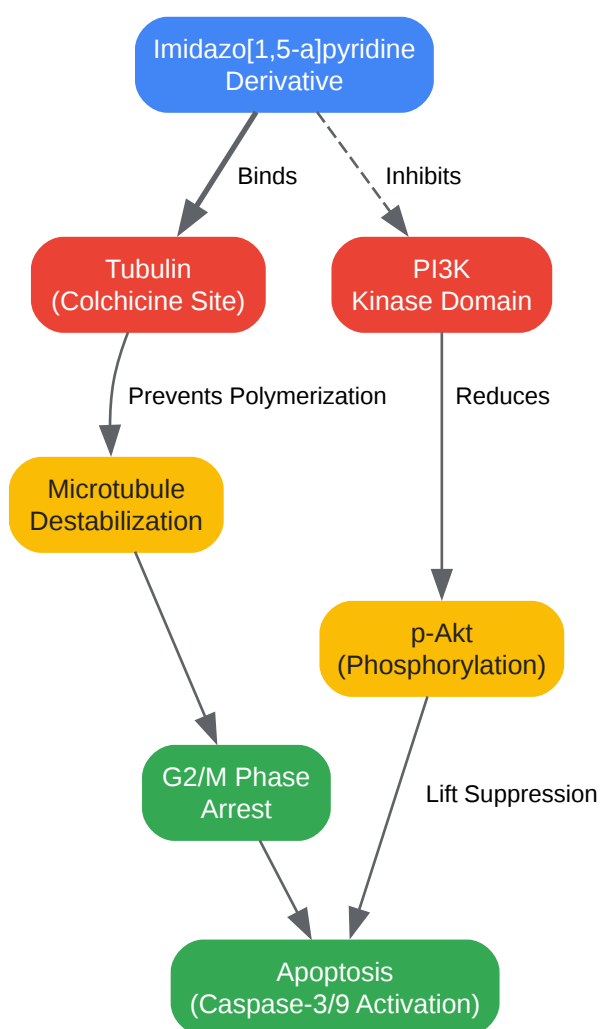 Imidazo[1,5-a]pyridine
Derivative
Binds
Inhibits
Tubulin
(Colchicine Site)
PI3K
Kinase Domain
Prevents Polymerization
Reduces
Microtubule
Destabilization
p-Akt
(Phosphorylation)
G2/M Phase
Arrest
Lift Suppression
Apoptosis
(Caspase-3/9 Activation)